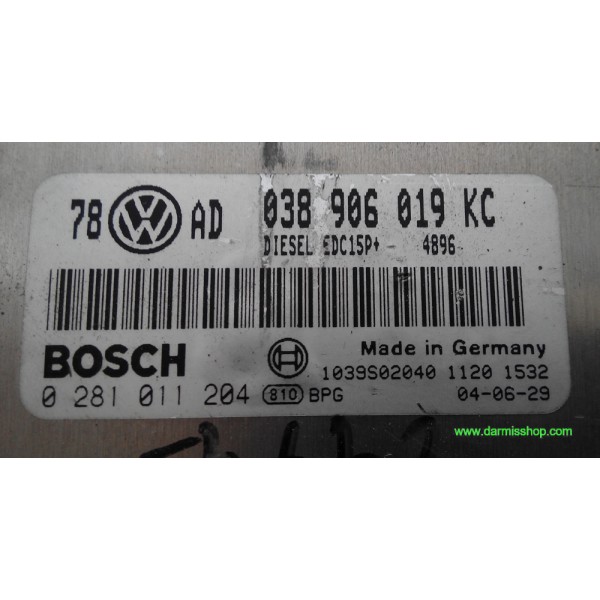 78 VW AD 038 906 019 KC
DIESEL EDC15P+ 4896
BOSCH Made in Germany
1039S02040 1120 1532
0 281 011 204 810 BPG 04-06-29
www.darmisshop.com